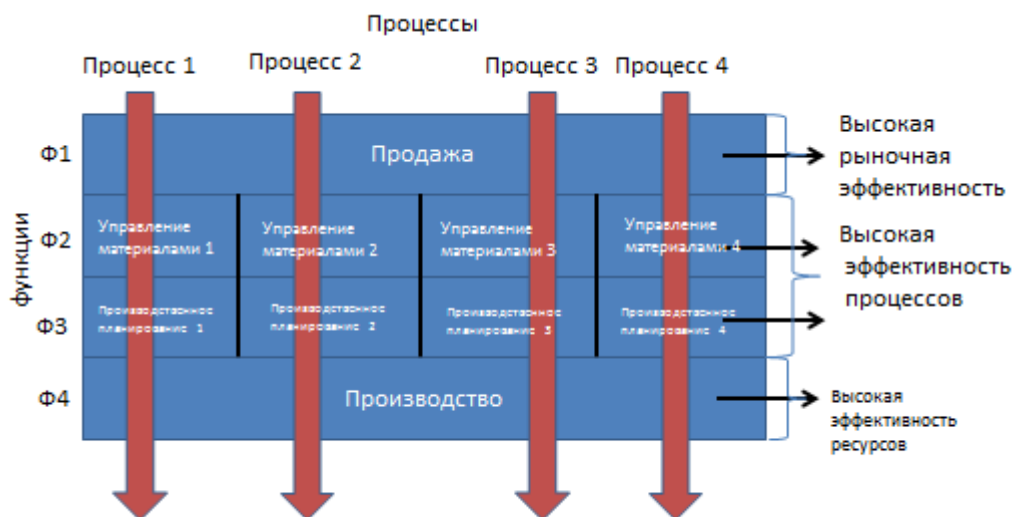 Процессы
Процесс 1
Процесс 2
Процесс 3
Процесс 4
функции
Ф1
Продажа
Высокая
рыночная
эффективность
Ф2
Управление
материалами 1
Управление
материалами 2
Управление
материалами 3
Управление
материалами 4
Высокая
эффективность
процессов
Ф3
Производственное
планирование 1
Производственное
планирование 2
Производственное
планирование 3
Производственное
планирование 4
Ф4
Производство
Высокая
эффективность
ресурсов